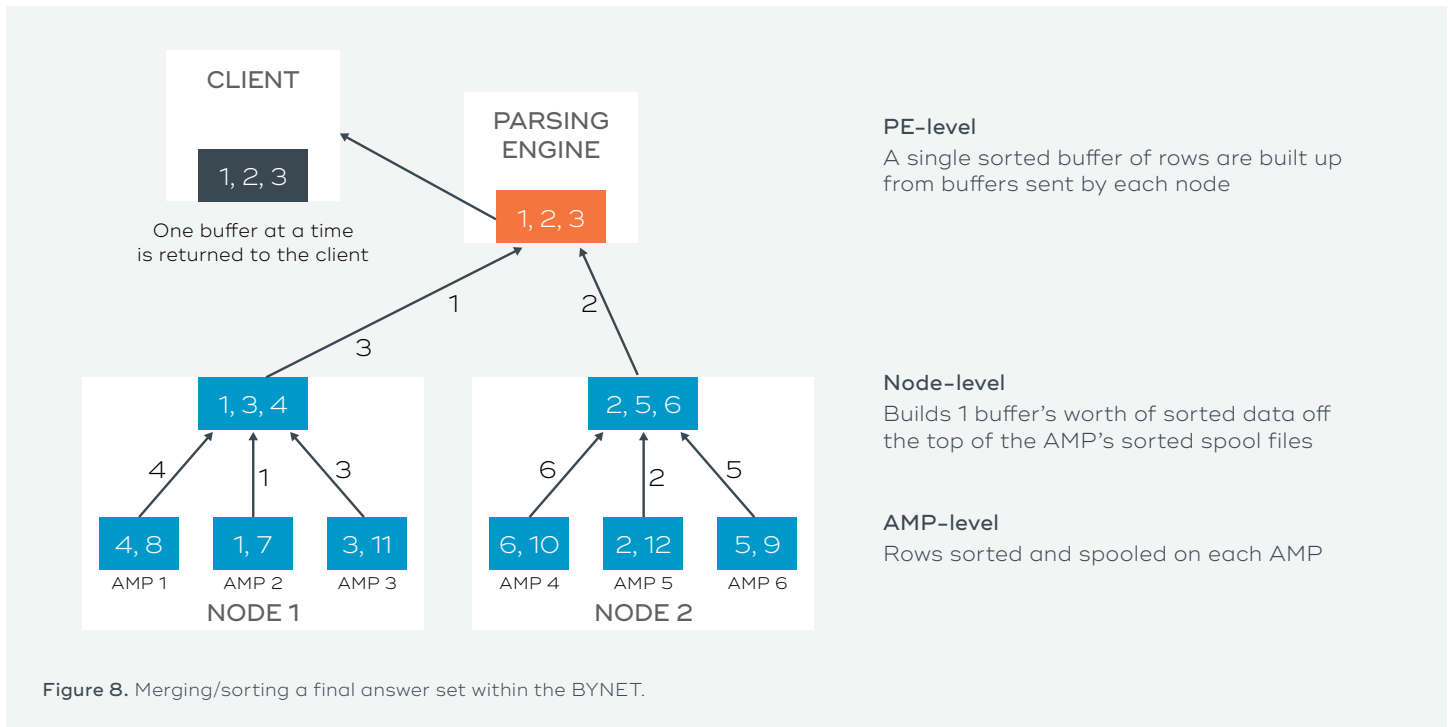 CLIENT
1, 2, 3
One buffer at a time
is returned to the client
PARSING
ENGINE
1, 2, 3
PE-level
A single sorted buffer of rows are built up
from buffers sent by each node
1
2
3
1, 3, 4
4
1
3
4, 8
1, 7
3, 11
AMP 1
AMP 2
AMP 3
NODE 1
2, 5, 6
6
2
5
6, 10
2, 12
5, 9
AMP 4
AMP 5
AMP 6
NODE 2
Node-level
Builds 1 buffer's worth of sorted data off
the top of the AMP's sorted spool files
AMP-level
Rows sorted and spooled on each AMP
Figure 8. Merging/sorting a final answer set within the BYNET.